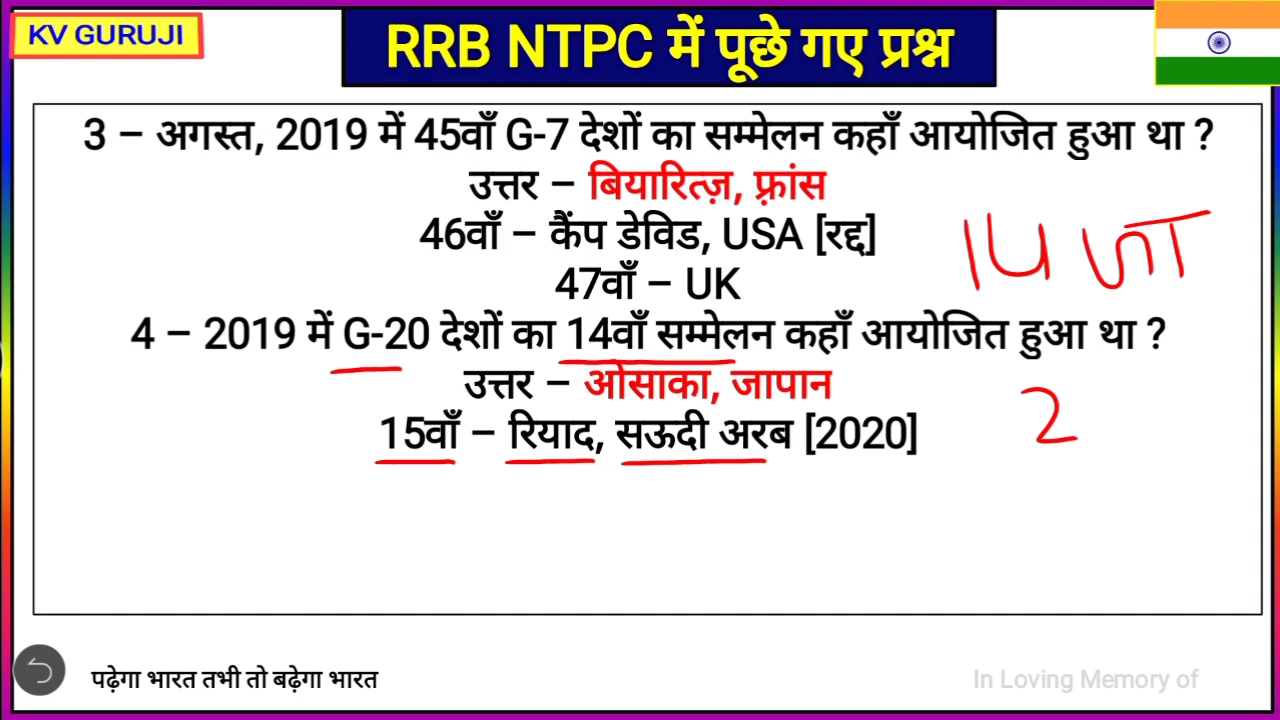 KV GURUJI
RRB NTPC में पूछे गए प्रश्न
3 – अगस्त, 2019 में 45वाँ G-7 देशों का सम्मेलन कहाँ आयोजित हुआ था ?
उत्तर – बियारित्ज़, फ़्रांस
46वाँ – कैंप डेविड, USA [रद्द]
47वाँ – UK
14 जा
4 – 2019 में G-20 देशों का 14वाँ सम्मेलन कहाँ आयोजित हुआ था ?
उत्तर – ओसाका, जापान
2
15वाँ – रियाद, सऊदी अरब [2020]
पढ़ेगा भारत तभी तो बढ़ेगा भारत
In Loving Memory of